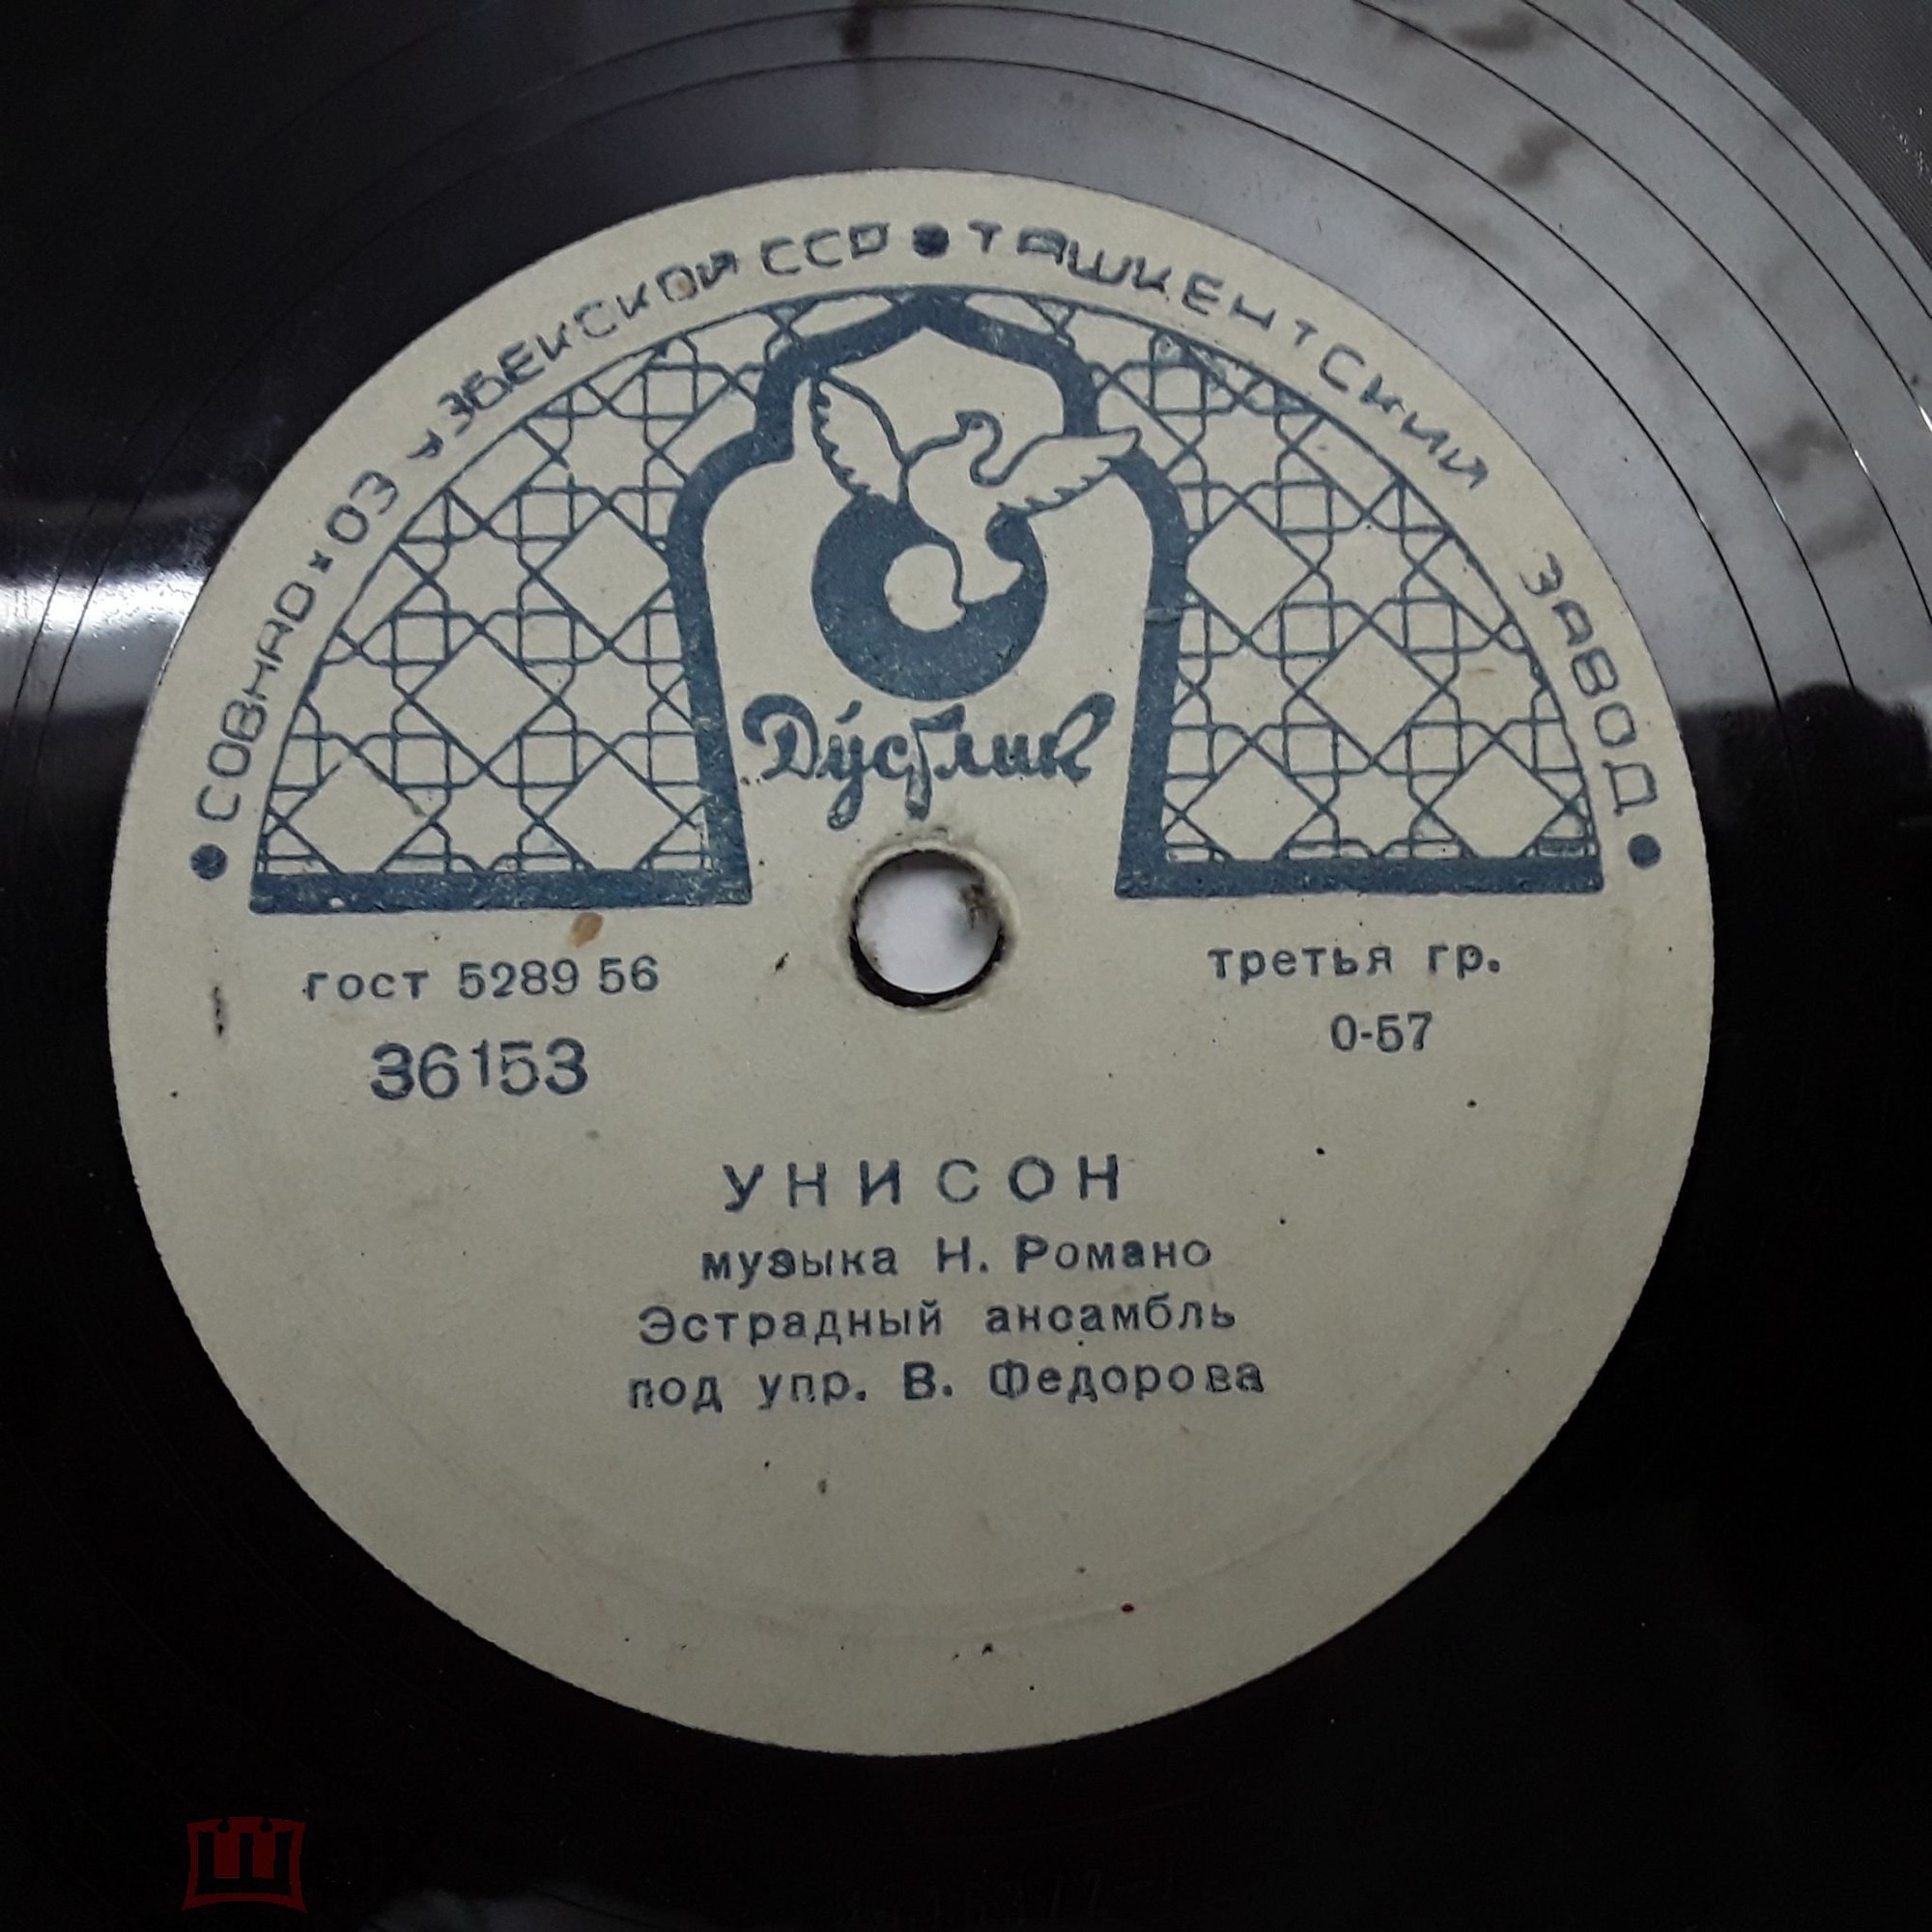 • СОВНАРХОЗ УЗБЕКСКОЙ ССР • ТАШКЕНТСКИЙ ЗАВОД •
Дўстлик
гост 5289 56
третья гр.
36153
0-57
УНИСОН
музыка Н. Романо
Эстрадный ансамбль
под упр. В. Федорова